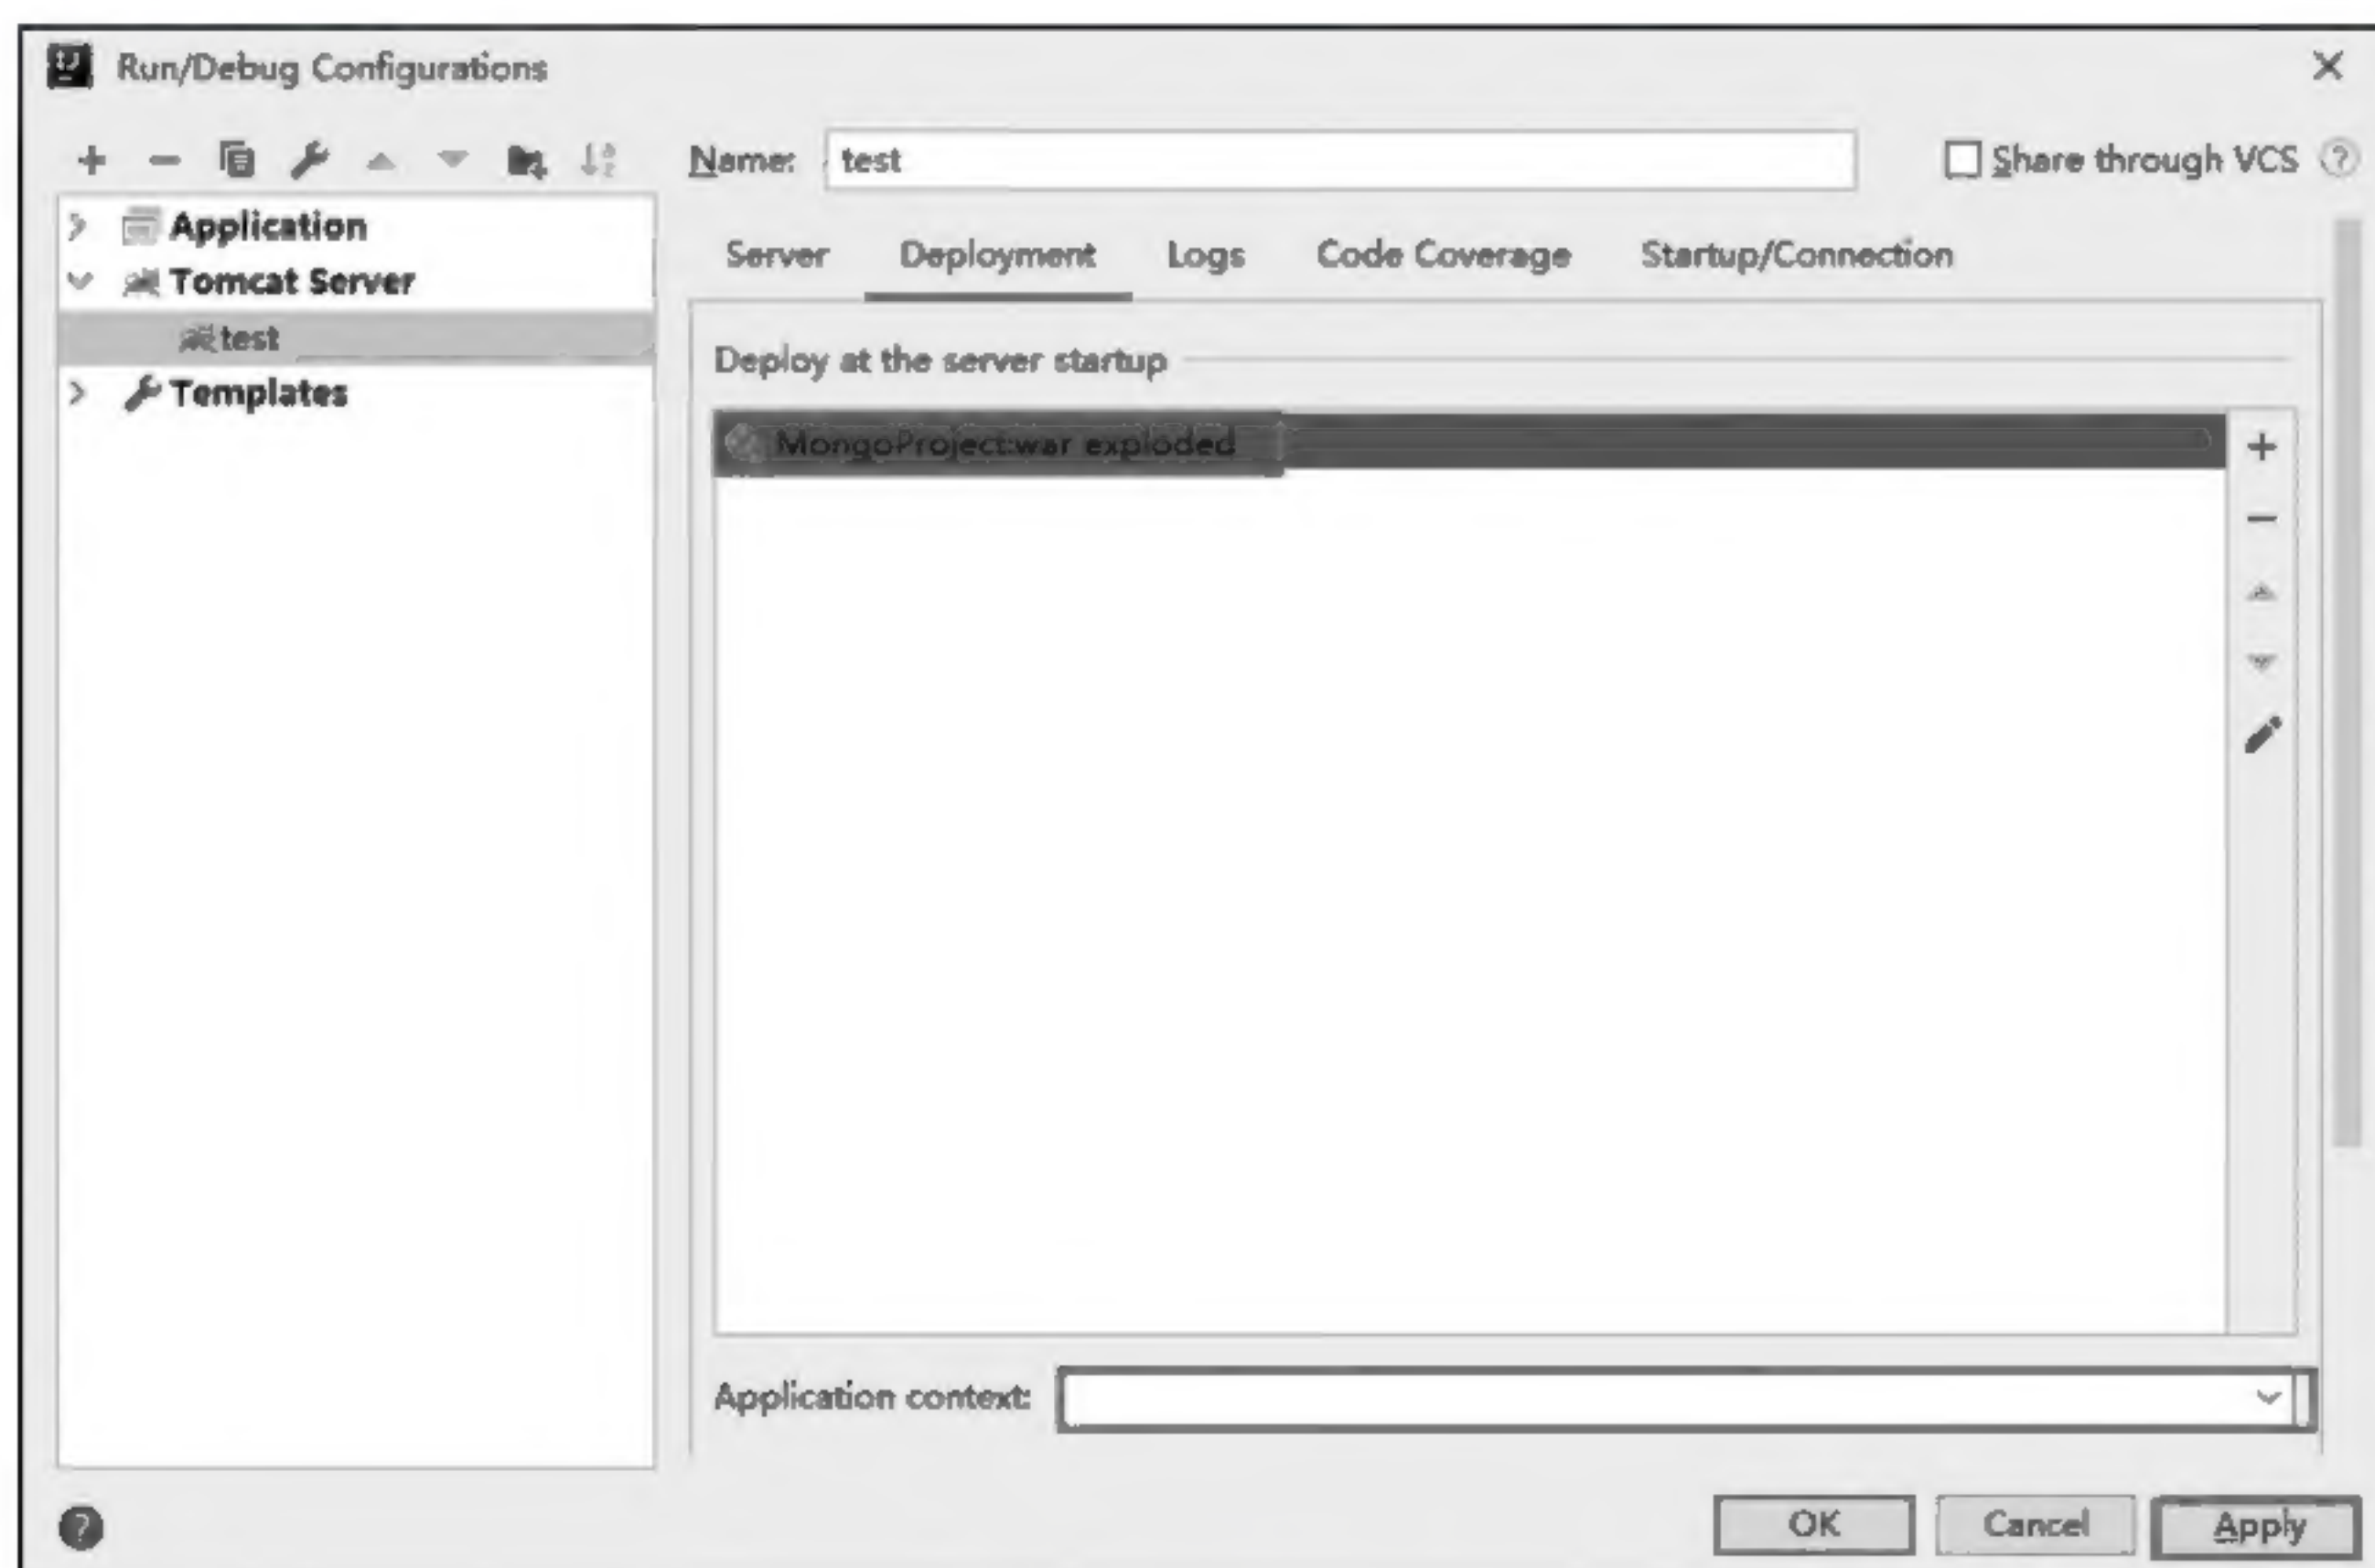 Run/Debug Configurations
Name: test
Share through VCS
Application
Tomcat Server
test
Templates
Server Deployment Logs Code Coverage Startup/Connection
Deploy at the server startup
MongoProject:war exploded
Application context:
OK Cancel Apply